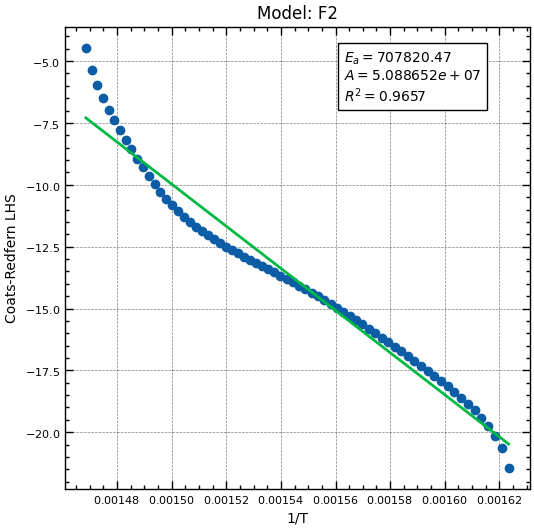 Model: F2
Eₐ = 707820.47
A = 5.088652e + 07
R² = 0.9657
−5.0
−7.5
−10.0
−12.5
−15.0
−17.5
−20.0
Coats-Redfern LHS
0.00148 0.00150 0.00152 0.00154 0.00156 0.00158 0.00160 0.00162
1/T